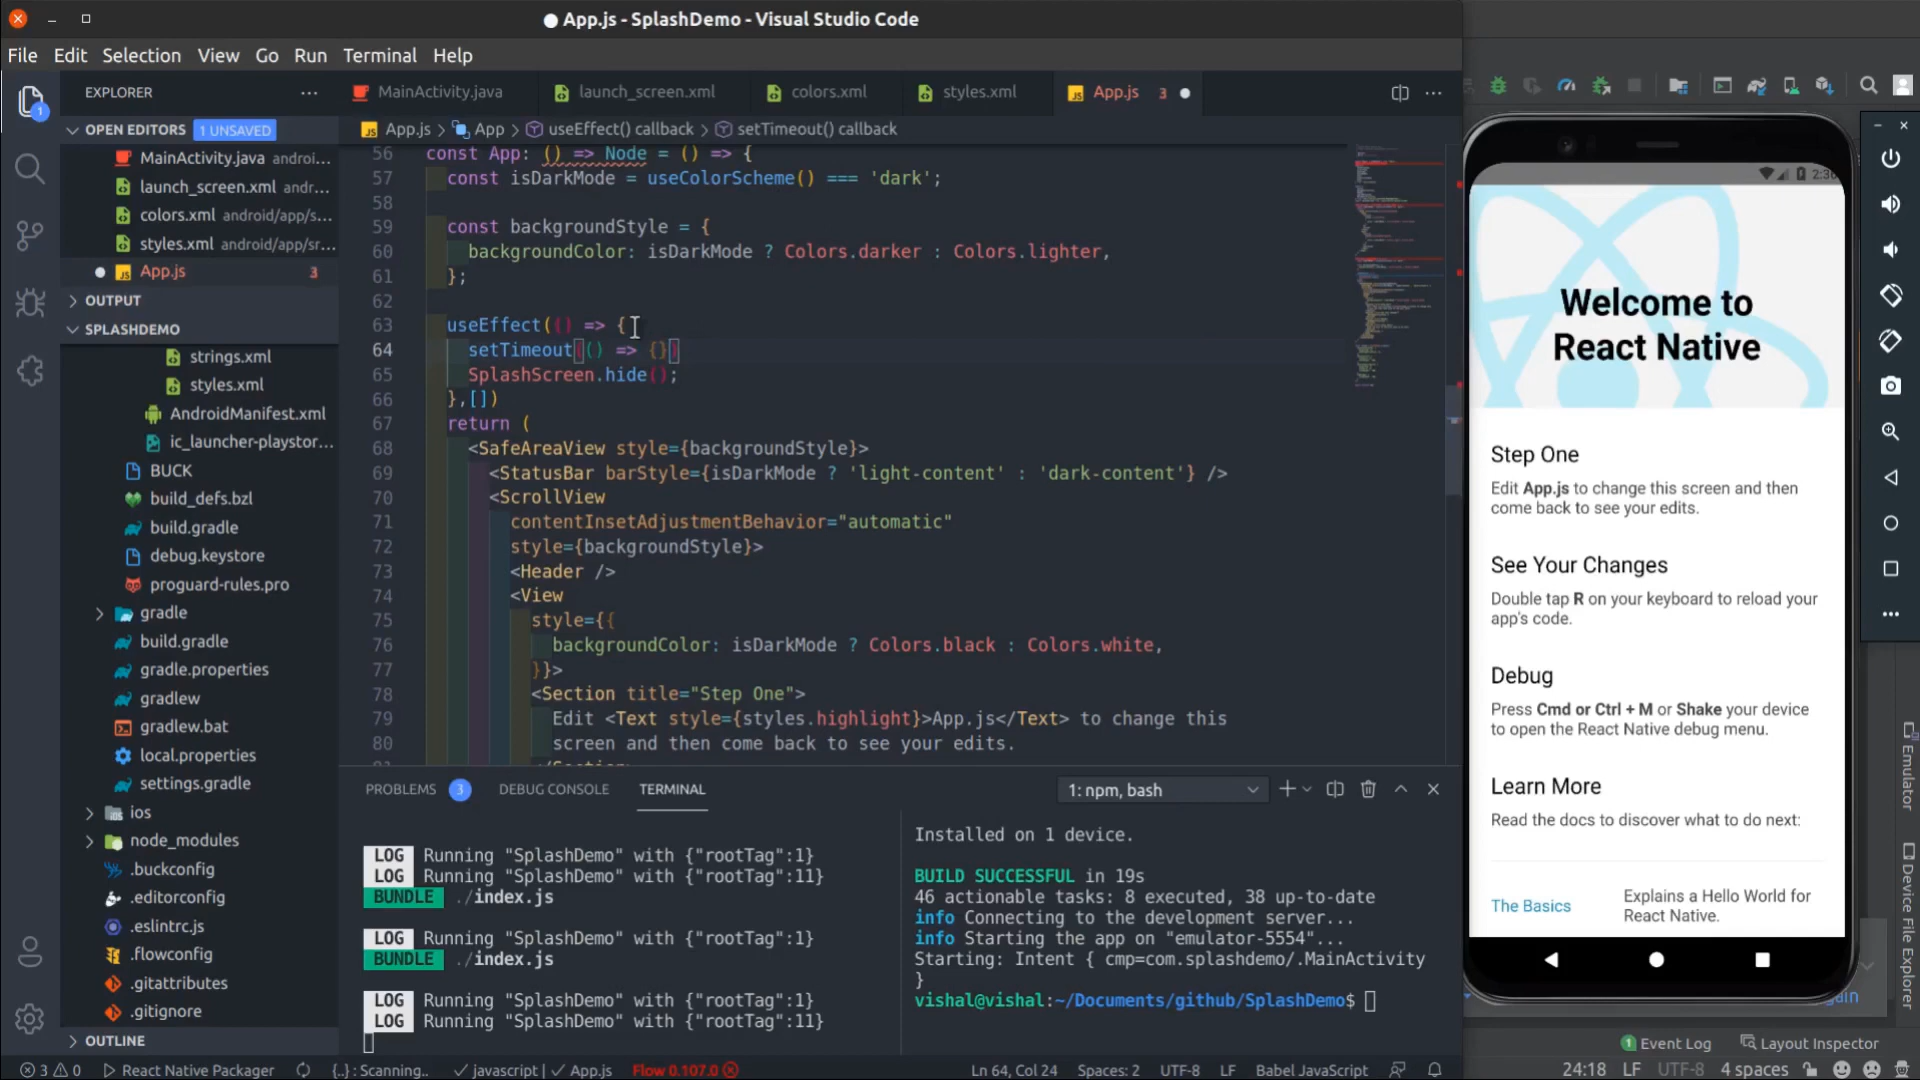 App.js - SplashDemo - Visual Studio Code
File Edit Selection View Go Run Terminal Help
1
EXPLORER
OPEN EDITORS 1 UNSAVED
MainActivity.java androi...
launch_screen.xml andr...
colors.xml android/app/s...
styles.xml android/app/sr...
App.js 3
OUTPUT
SPLASHDEMO
strings.xml
styles.xml
AndroidManifest.xml
ic_launcher-playstor...
BUCK
build_defs.bzl
build.gradle
debug.keystore
proguard-rules.pro
gradle
build.gradle
gradle.properties
gradlew
gradlew.bat
local.properties
settings.gradle
ios
node_modules
.buckconfig
.editorconfig
.eslintrc.js
.flowconfig
.gitattributes
.gitignore
OUTLINE
MainActivity.java launch_screen.xml colors.xml styles.xml App.js 3
App.js > App > useEffect() callback > setTimeout() callback
56 const App: () => Node = () => {
57 const isDarkMode = useColorScheme() === 'dark';
58
59 const backgroundStyle = {
60 backgroundColor: isDarkMode ? Colors.darker : Colors.lighter,
61 };
62
63 useEffect(() => {
64 setTimeout(() => {})
65 SplashScreen.hide();
66 },[])
67 return (
68 <SafeAreaView style={backgroundStyle}>
69 <StatusBar barStyle={isDarkMode ? 'light-content' : 'dark-content'} />
70 <ScrollView
71 contentInsetAdjustmentBehavior="automatic"
72 style={backgroundStyle}>
73 <Header />
74 <View
75 style={{
76 backgroundColor: isDarkMode ? Colors.black : Colors.white,
77 }}>
78 <Section title="Step One">
79 Edit <Text style={styles.highlight}>App.js</Text> to change this
80 screen and then come back to see your edits.
PROBLEMS 3 DEBUG CONSOLE TERMINAL
1: npm, bash
LOG Running "SplashDemo" with {"rootTag":1}
LOG Running "SplashDemo" with {"rootTag":11}
BUNDLE ./index.js
LOG Running "SplashDemo" with {"rootTag":1}
BUNDLE ./index.js
LOG Running "SplashDemo" with {"rootTag":1}
LOG Running "SplashDemo" with {"rootTag":11}
Installed on 1 device.
BUILD SUCCESSFUL in 19s
46 actionable tasks: 8 executed, 38 up-to-date
info Connecting to the development server...
info Starting the app on "emulator-5554"...
Starting: Intent { cmp=com.splashdemo/.MainActivity
}
vishal@vishal:~/Documents/github/SplashDemo$
3 0 React Native Packager {..}: Scanning.. javascript | App.js Flow 0.107.0 Ln 64, Col 24 Spaces: 2 UTF-8 LF Babel JavaScript
Welcome to
React Native
Step One
Edit App.js to change this screen and then
come back to see your edits.
See Your Changes
Double tap R on your keyboard to reload your
app's code.
Debug
Press Cmd or Ctrl + M or Shake your device
to open the React Native debug menu.
Learn More
Read the docs to discover what to do next:
The Basics
Explains a Hello World for
React Native.
Emulator
Device File Explorer
1 Event Log Layout Inspector
24:18 LF UTF-8 4 spaces